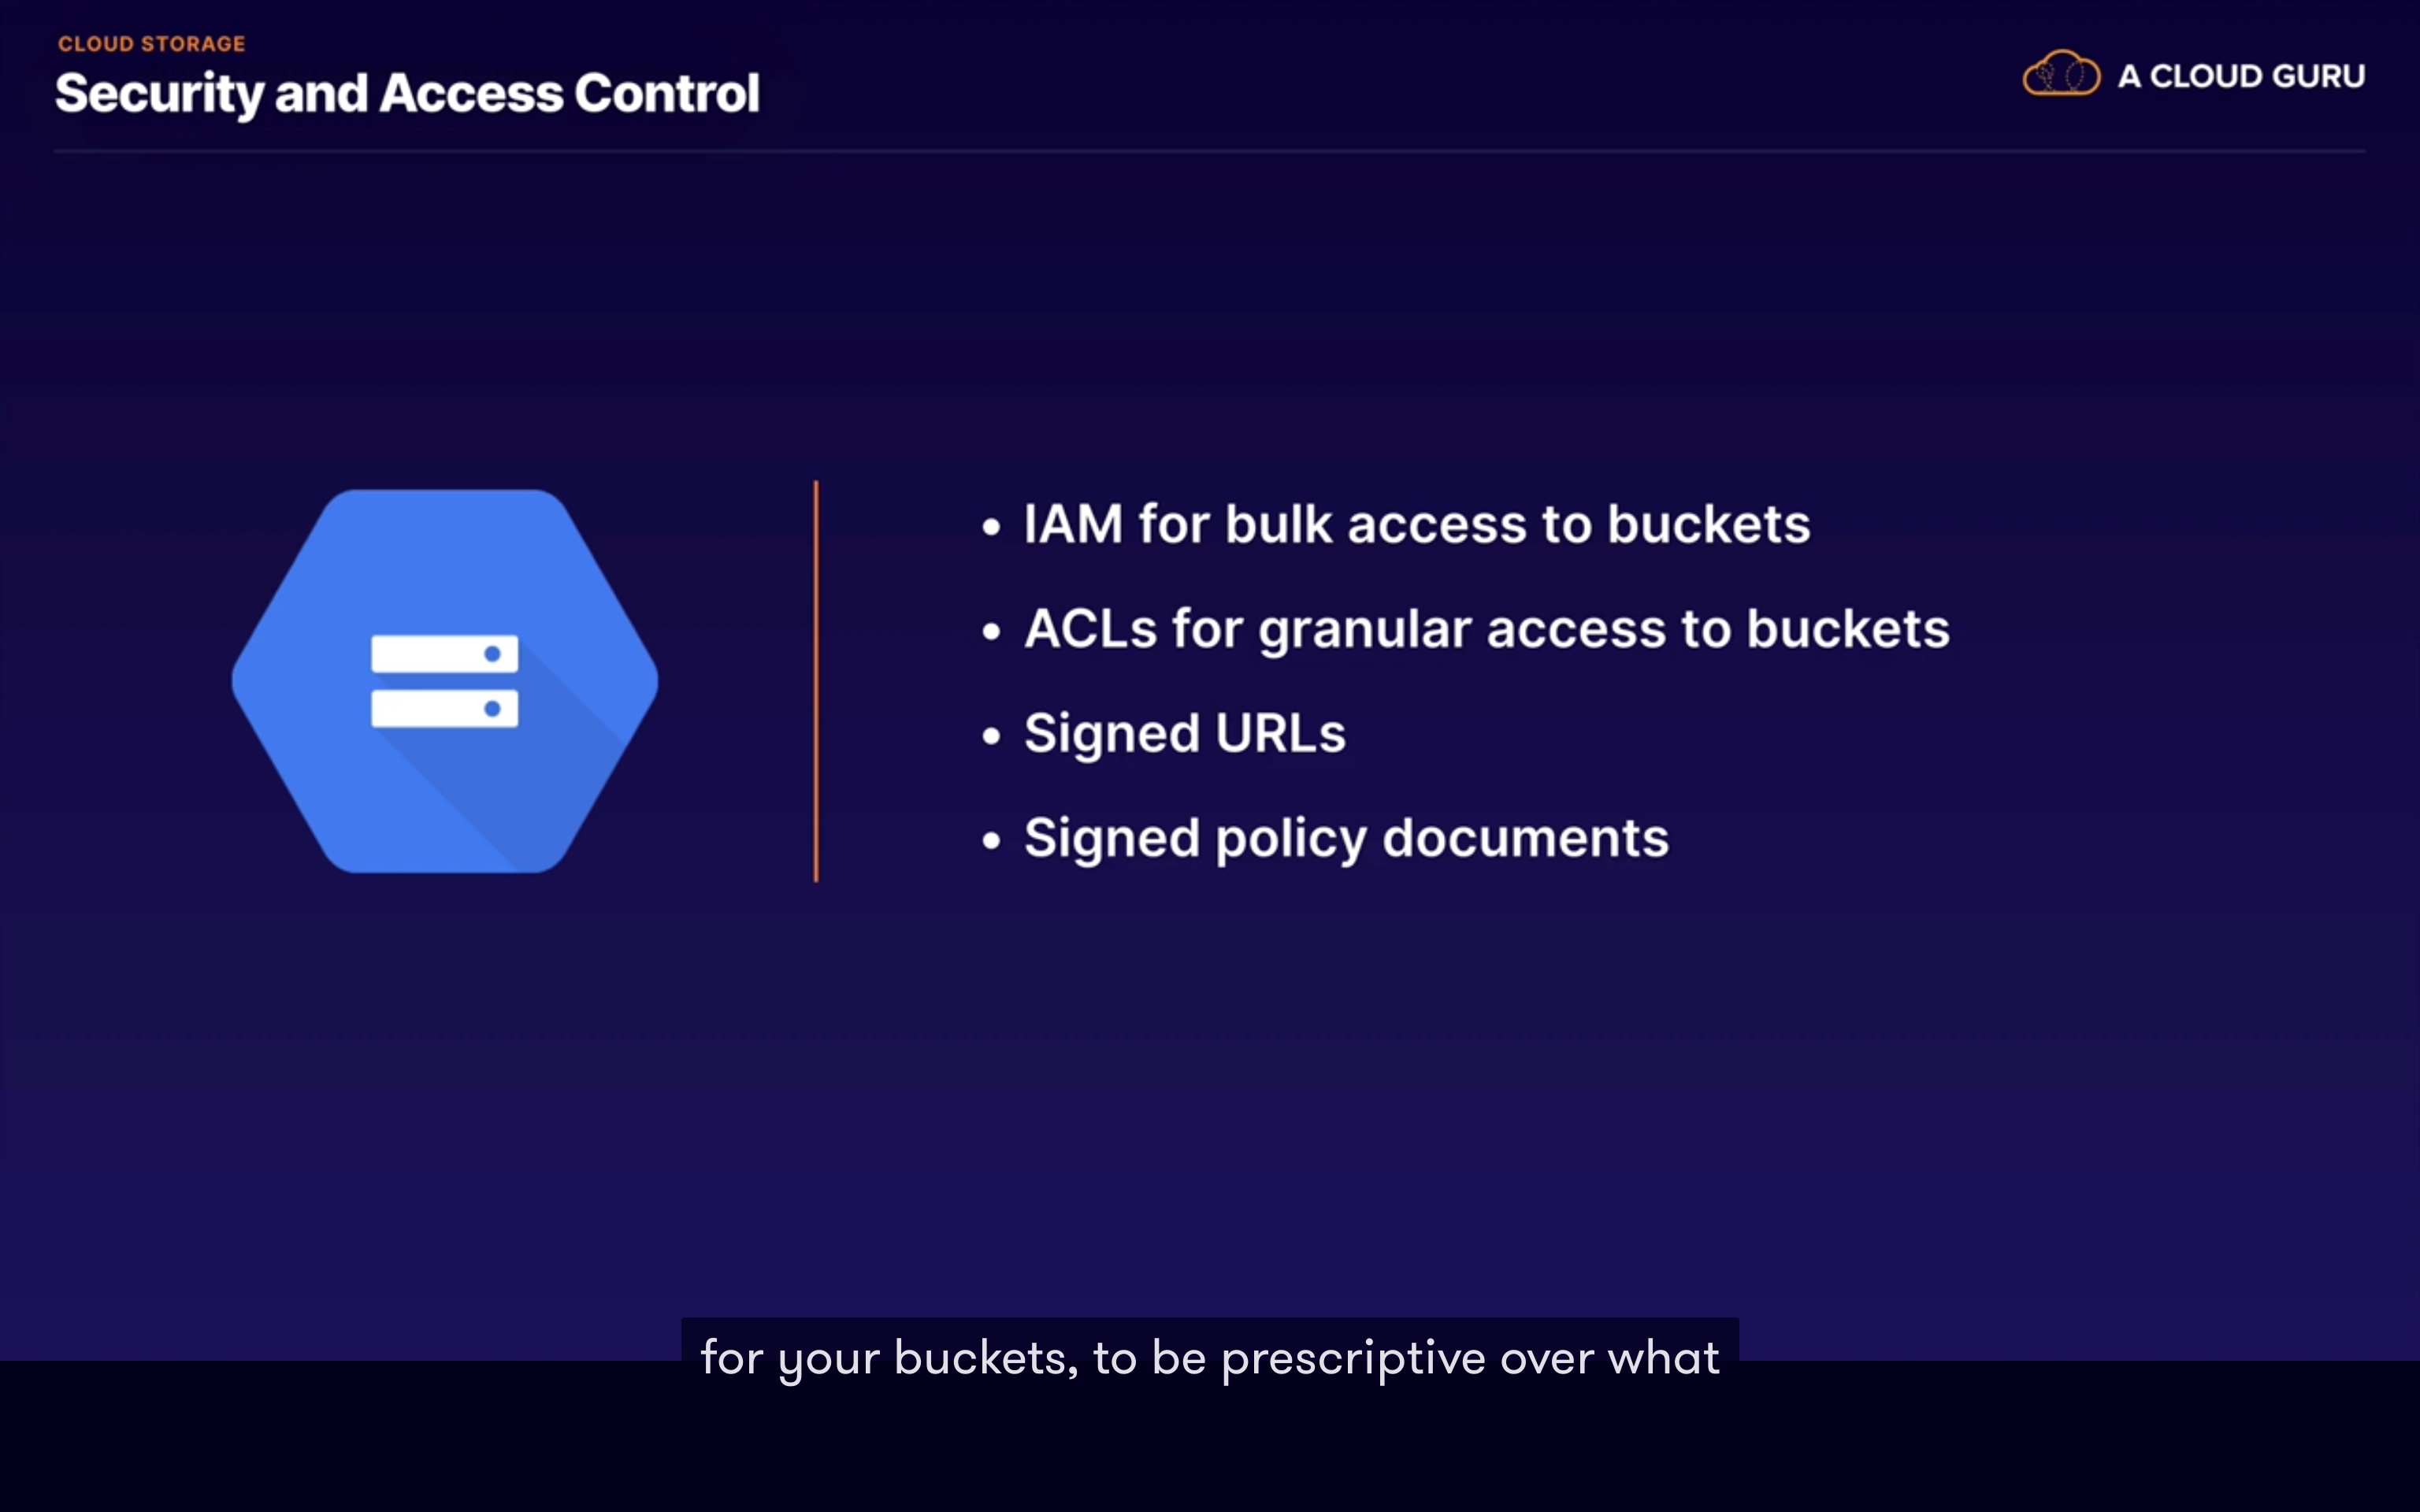 CLOUD STORAGE
Security and Access Control
A CLOUD GURU
• IAM for bulk access to buckets
• ACLs for granular access to buckets
• Signed URLs
• Signed policy documents
for your buckets, to be prescriptive over what